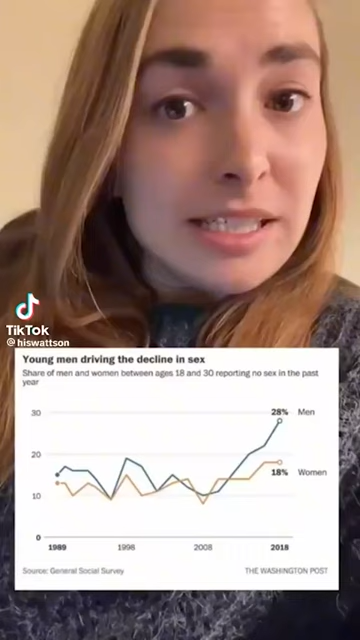 TikTok
@hiswattson
Young men driving the decline in sex
Share of men and women between ages 18 and 30 reporting no sex in the past
year
30
28% Men
20
18% Women
10
0
1989 1998 2008 2018
Source: General Social Survey THE WASHINGTON POST